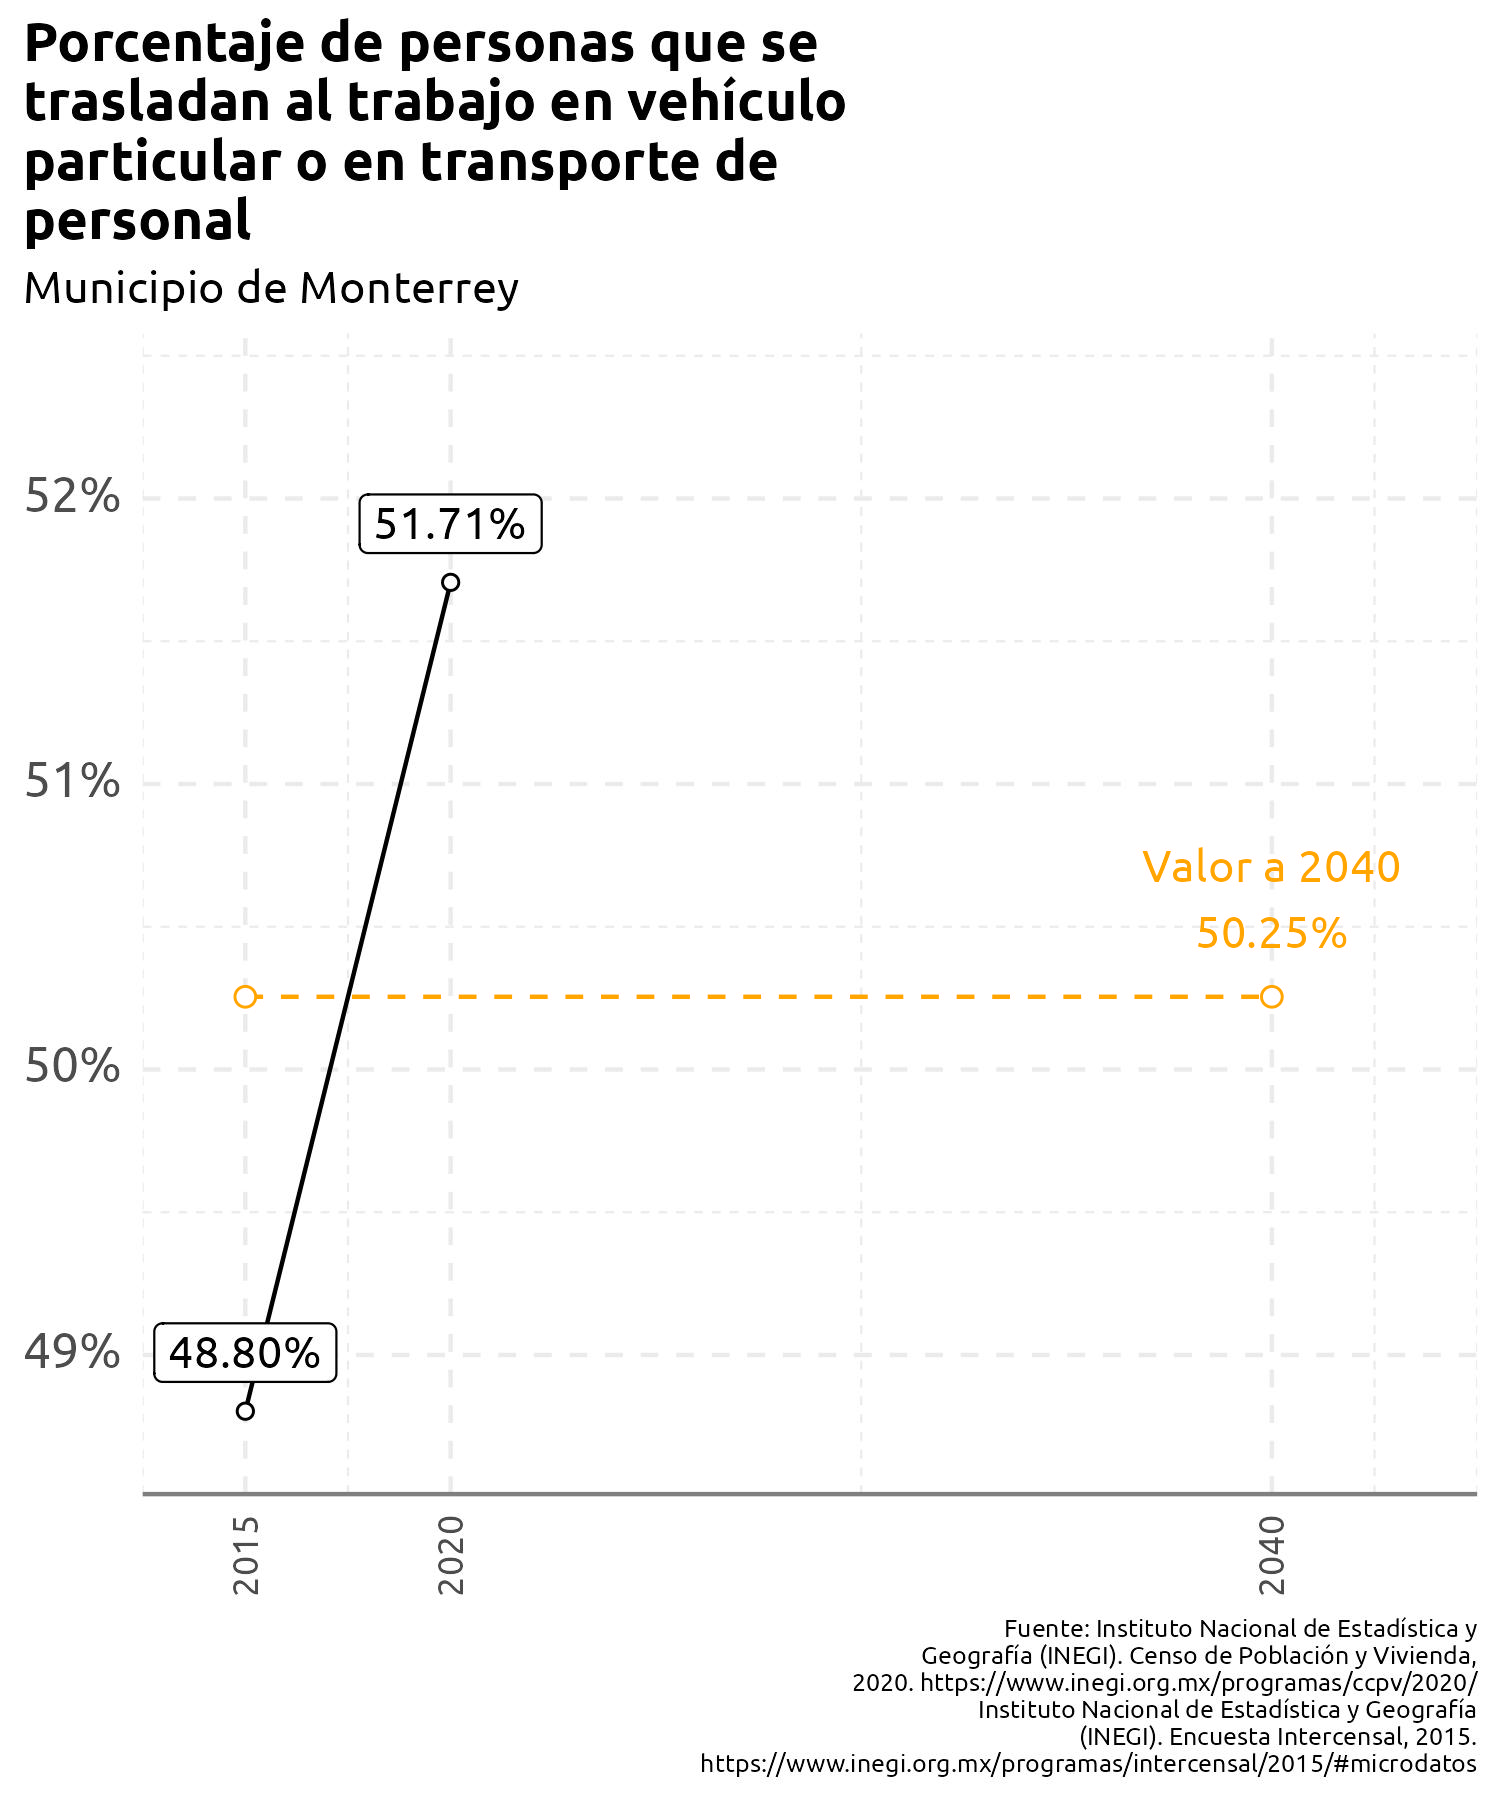 Porcentaje de personas que se
trasladan al trabajo en vehículo
particular o en transporte de
personal
Municipio de Monterrey
52%
51.71%
51%
Valor a 2040
50.25%
50%
49%
48.80%
2015
2020
2040
Fuente: Instituto Nacional de Estadística y
Geografía (INEGI). Censo de Población y Vivienda,
2020. https://www.inegi.org.mx/programas/ccpv/2020/
Instituto Nacional de Estadística y Geografía
(INEGI). Encuesta Intercensal, 2015.
https://www.inegi.org.mx/programas/intercensal/2015/#microdatos